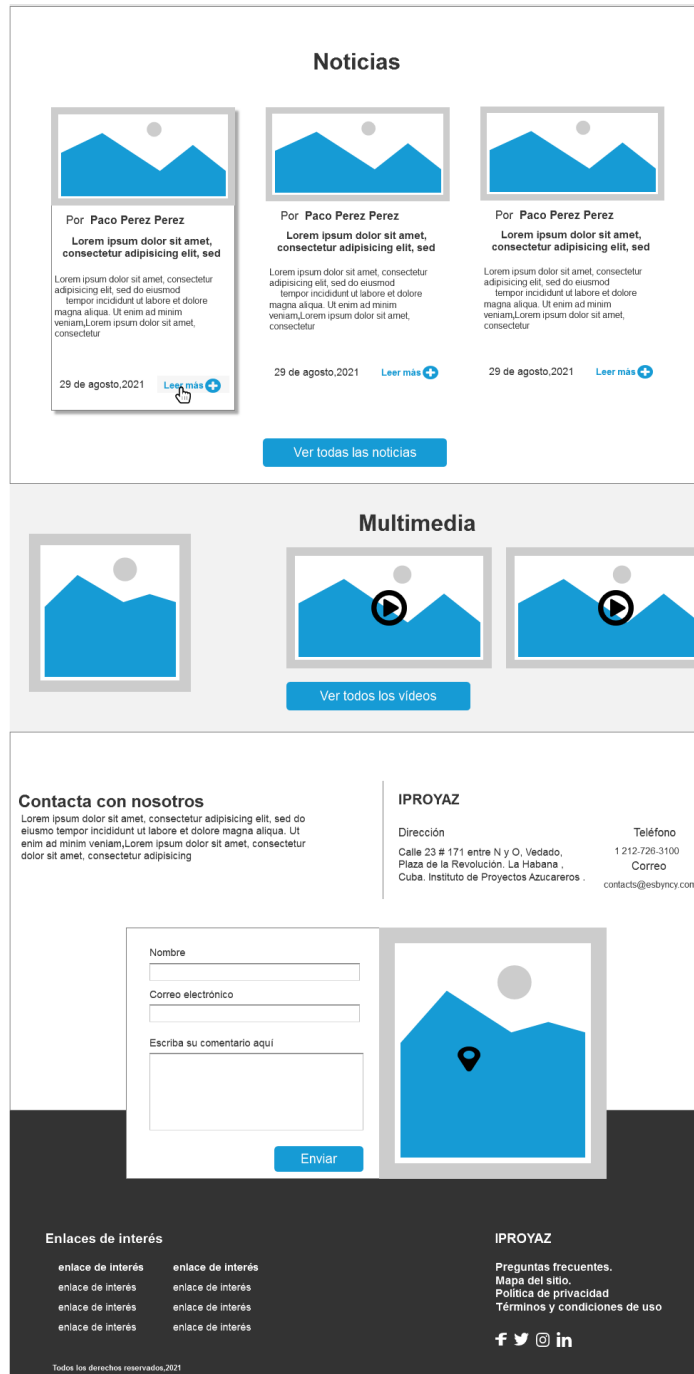 Noticias
Por Paco Perez Perez
Lorem ipsum dolor sit amet,
consectetur adipisicing elit, sed
Lorem ipsum dolor sit amet, consectetur
adipisicing elit, sed do eiusmod
tempor incididunt ut labore et dolore
magna aliqua. Ut enim ad minim
veniam,Lorem ipsum dolor sit amet,
consectetur
29 de agosto,2021 Leer más
Por Paco Perez Perez
Lorem ipsum dolor sit amet,
consectetur adipisicing elit, sed
Lorem ipsum dolor sit amet, consectetur
adipisicing elit, sed do eiusmod
tempor incididunt ut labore et dolore
magna aliqua. Ut enim ad minim
veniam,Lorem ipsum dolor sit amet,
consectetur
29 de agosto,2021 Leer más
Por Paco Perez Perez
Lorem ipsum dolor sit amet,
consectetur adipisicing elit, sed
Lorem ipsum dolor sit amet, consectetur
adipisicing elit, sed do eiusmod
tempor incididunt ut labore et dolore
magna aliqua. Ut enim ad minim
veniam,Lorem ipsum dolor sit amet,
consectetur
29 de agosto,2021 Leer más
Ver todas las noticias
Multimedia
Ver todos los vídeos
Contacta con nosotros
Lorem ipsum dolor sit amet, consectetur adipisicing elit, sed do
eiusmo tempor incididunt ut labore et dolore magna aliqua. Ut
enim ad minim veniam,Lorem ipsum dolor sit amet, consectetur
dolor sit amet, consectetur adipisicing
IPROYAZ
Dirección
Calle 23 # 171 entre N y O, Vedado,
Plaza de la Revolución. La Habana ,
Cuba. Instituto de Proyectos Azucareros .
Teléfono
1 212-726-3100
Correo
contacts@esbyncy.com
Nombre
Correo electrónico
Escriba su comentario aquí
Enviar
Enlaces de interés
enlace de interés enlace de interés
enlace de interés enlace de interés
enlace de interés enlace de interés
enlace de interés enlace de interés
IPROYAZ
Preguntas frecuentes.
Mapa del sitio.
Política de privacidad
Términos y condiciones de uso
Todos los derechos reservados,2021